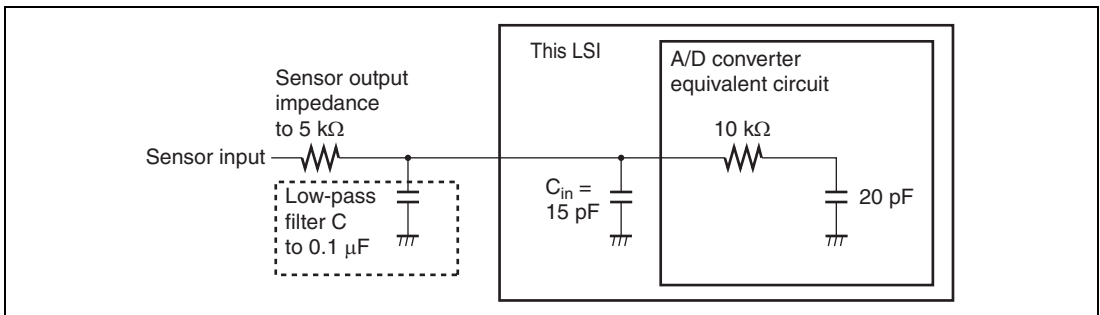 This LSI
A/D converter
equivalent circuit
Sensor output
impedance
to 5 kΩ
10 kΩ
Sensor input
Low-pass
filter C
to 0.1 μF
Cin =
15 pF
20 pF